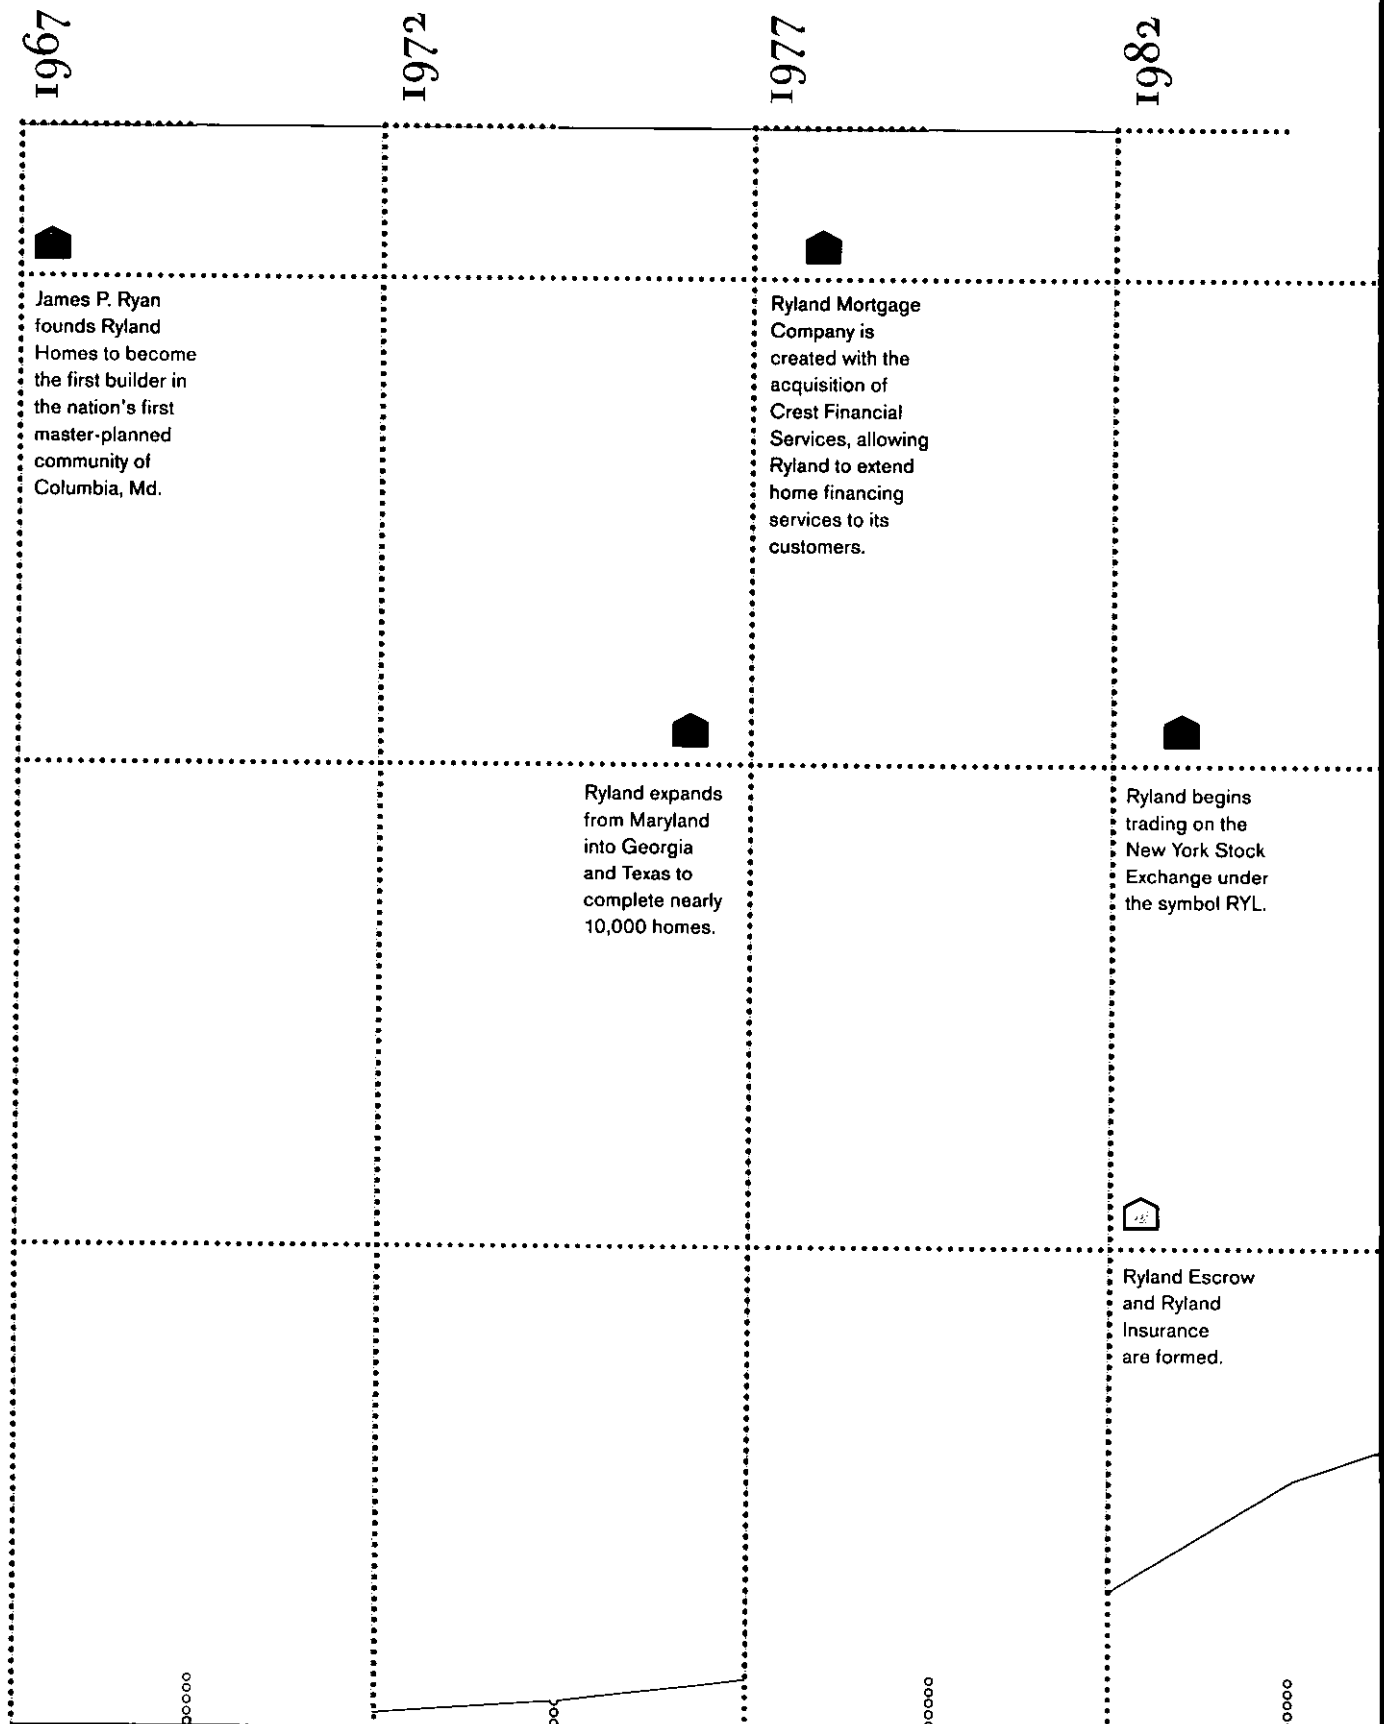 1967
1972
1977
1982
James P. Ryan
founds Ryland
Homes to become
the first builder in
the nation's first
master-planned
community of
Columbia, Md.
Ryland Mortgage
Company is
created with the
acquisition of
Crest Financial
Services, allowing
Ryland to extend
home financing
services to its
customers.
Ryland expands
from Maryland
into Georgia
and Texas to
complete nearly
10,000 homes.
Ryland begins
trading on the
New York Stock
Exchange under
the symbol RYL.
Ryland Escrow
and Ryland
Insurance
are formed.